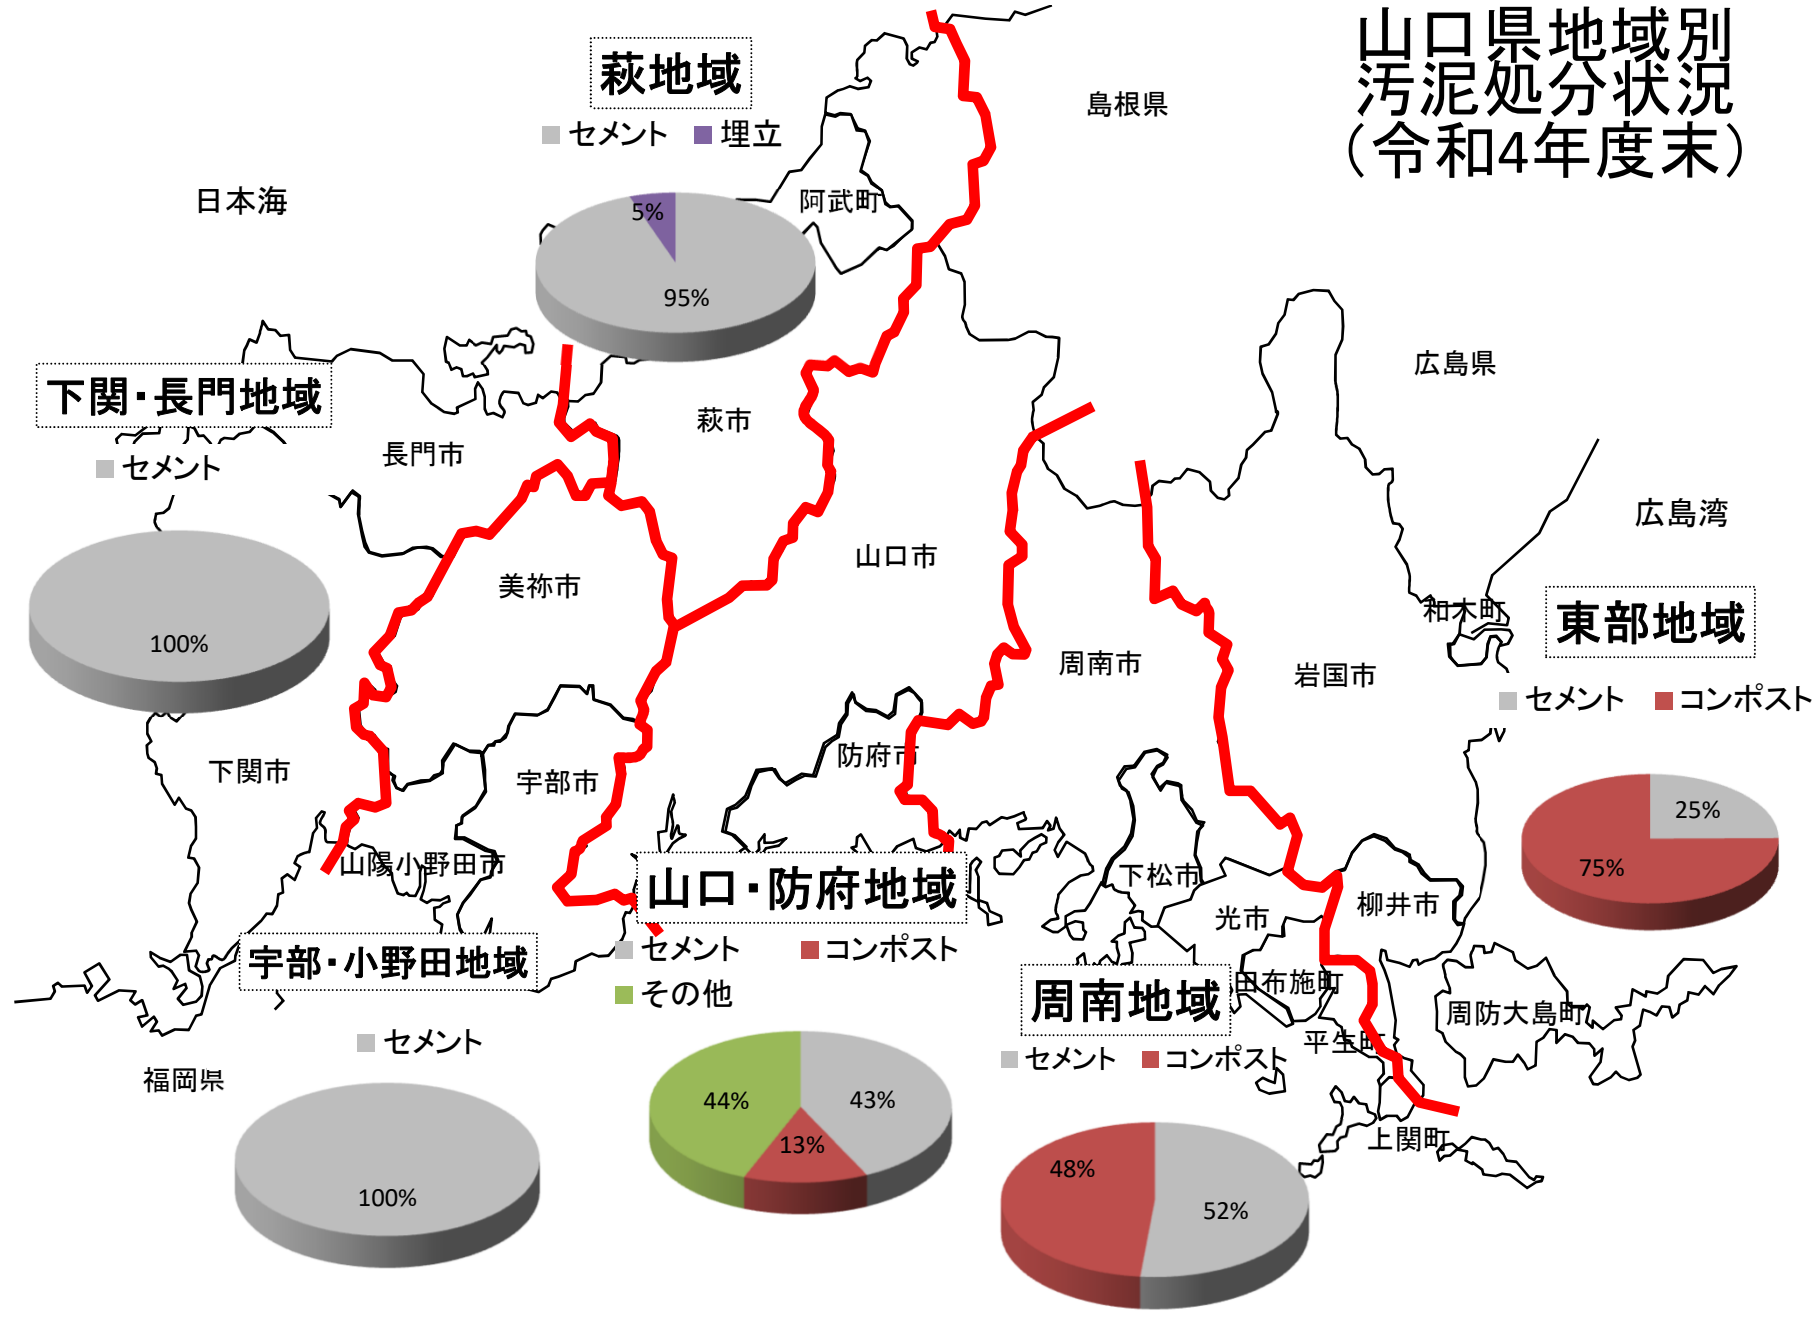 山口県地域別
汚泥処分状況
（令和4年度末）
萩地域
セメント 埋立
5%
95%
島根県
日本海
阿武町
広島県
下関・長門地域
セメント
100%
長門市
萩市
広島湾
山口市
美祢市
和木町
東部地域
セメント コンポスト
25%
75%
周南市
岩国市
防府市
下関市
宇部市
山陽小野田市
下松市
光市
柳井市
山口・防府地域
セメント コンポスト
その他
44%
43%
13%
宇部・小野田地域
セメント
100%
福岡県
周南地域
セメント コンポスト
48%
52%
田布施町
周防大島町
平生町
上関町